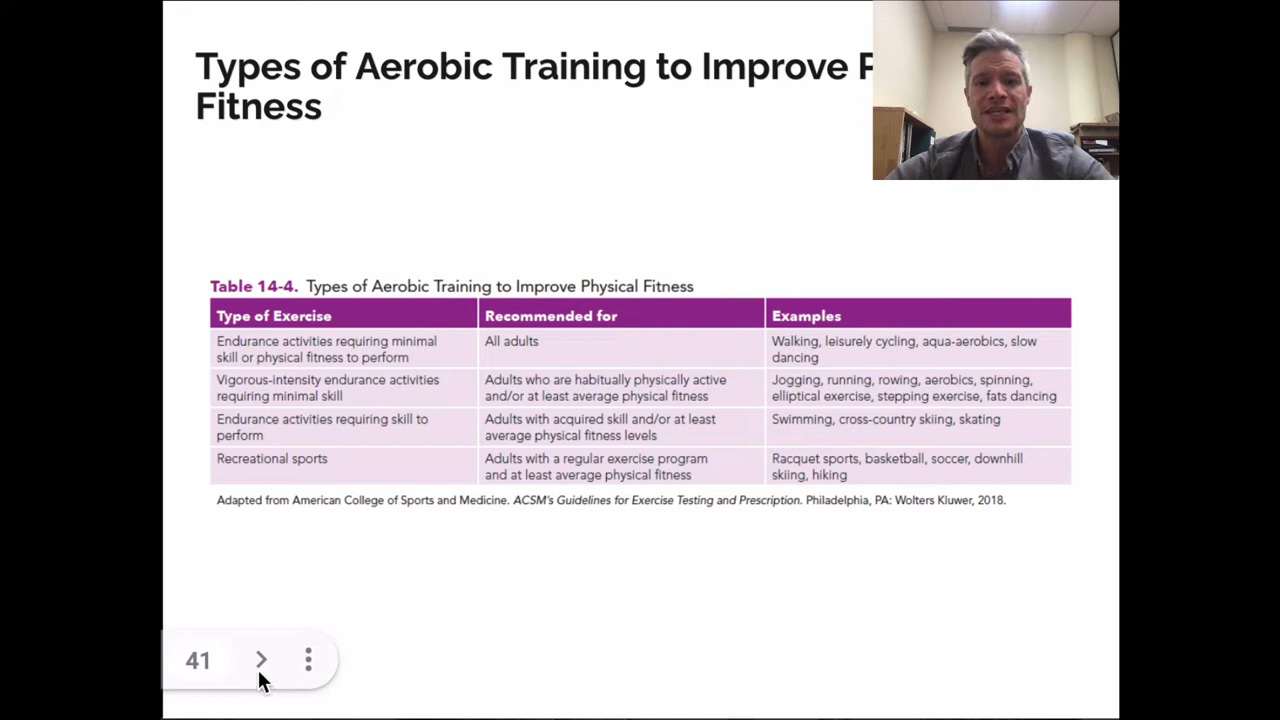 Types of Aerobic Training to Improve
Fitness
Table 14-4. Types of Aerobic Training to Improve Physical Fitness
Type of Exercise Recommended for Examples
Endurance activities requiring minimal All adults Walking, leisurely cycling, aqua-aerobics, slow
skill or physical fitness to perform dancing
Vigorous-intensity endurance activities Adults who are habitually physically active Jogging, running, rowing, aerobics, spinning,
requiring minimal skill and/or at least average physical fitness elliptical exercise, stepping exercise, fats dancing
Endurance activities requiring skill to Adults with acquired skill and/or at least Swimming, cross-country skiing, skating
perform average physical fitness levels
Recreational sports Adults with a regular exercise program Racquet sports, basketball, soccer, downhill
and at least average physical fitness skiing, hiking
Adapted from American College of Sports and Medicine. ACSM's Guidelines for Exercise Testing and Prescription. Philadelphia, PA: Wolters Kluwer, 2018.
41